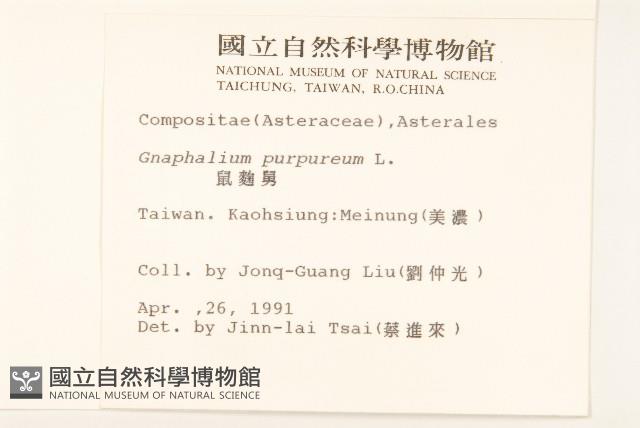 國立自然科學博物館
NATIONAL MUSEUM OF NATURAL SCIENCE
TAICHUNG, TAIWAN, R.O.CHINA
Compositae(Asteraceae),Asterales
Gnaphalium purpureum L.
鼠麴舅
Taiwan. Kaohsiung:Meinung(美濃)
Coll. by Jonq-Guang Liu(劉仲光)
Apr. ,26, 1991
Det. by Jinn-lai Tsai(蔡進來)
國立自然科學博物館
NATIONAL MUSEUM OF NATURAL SCIENCE